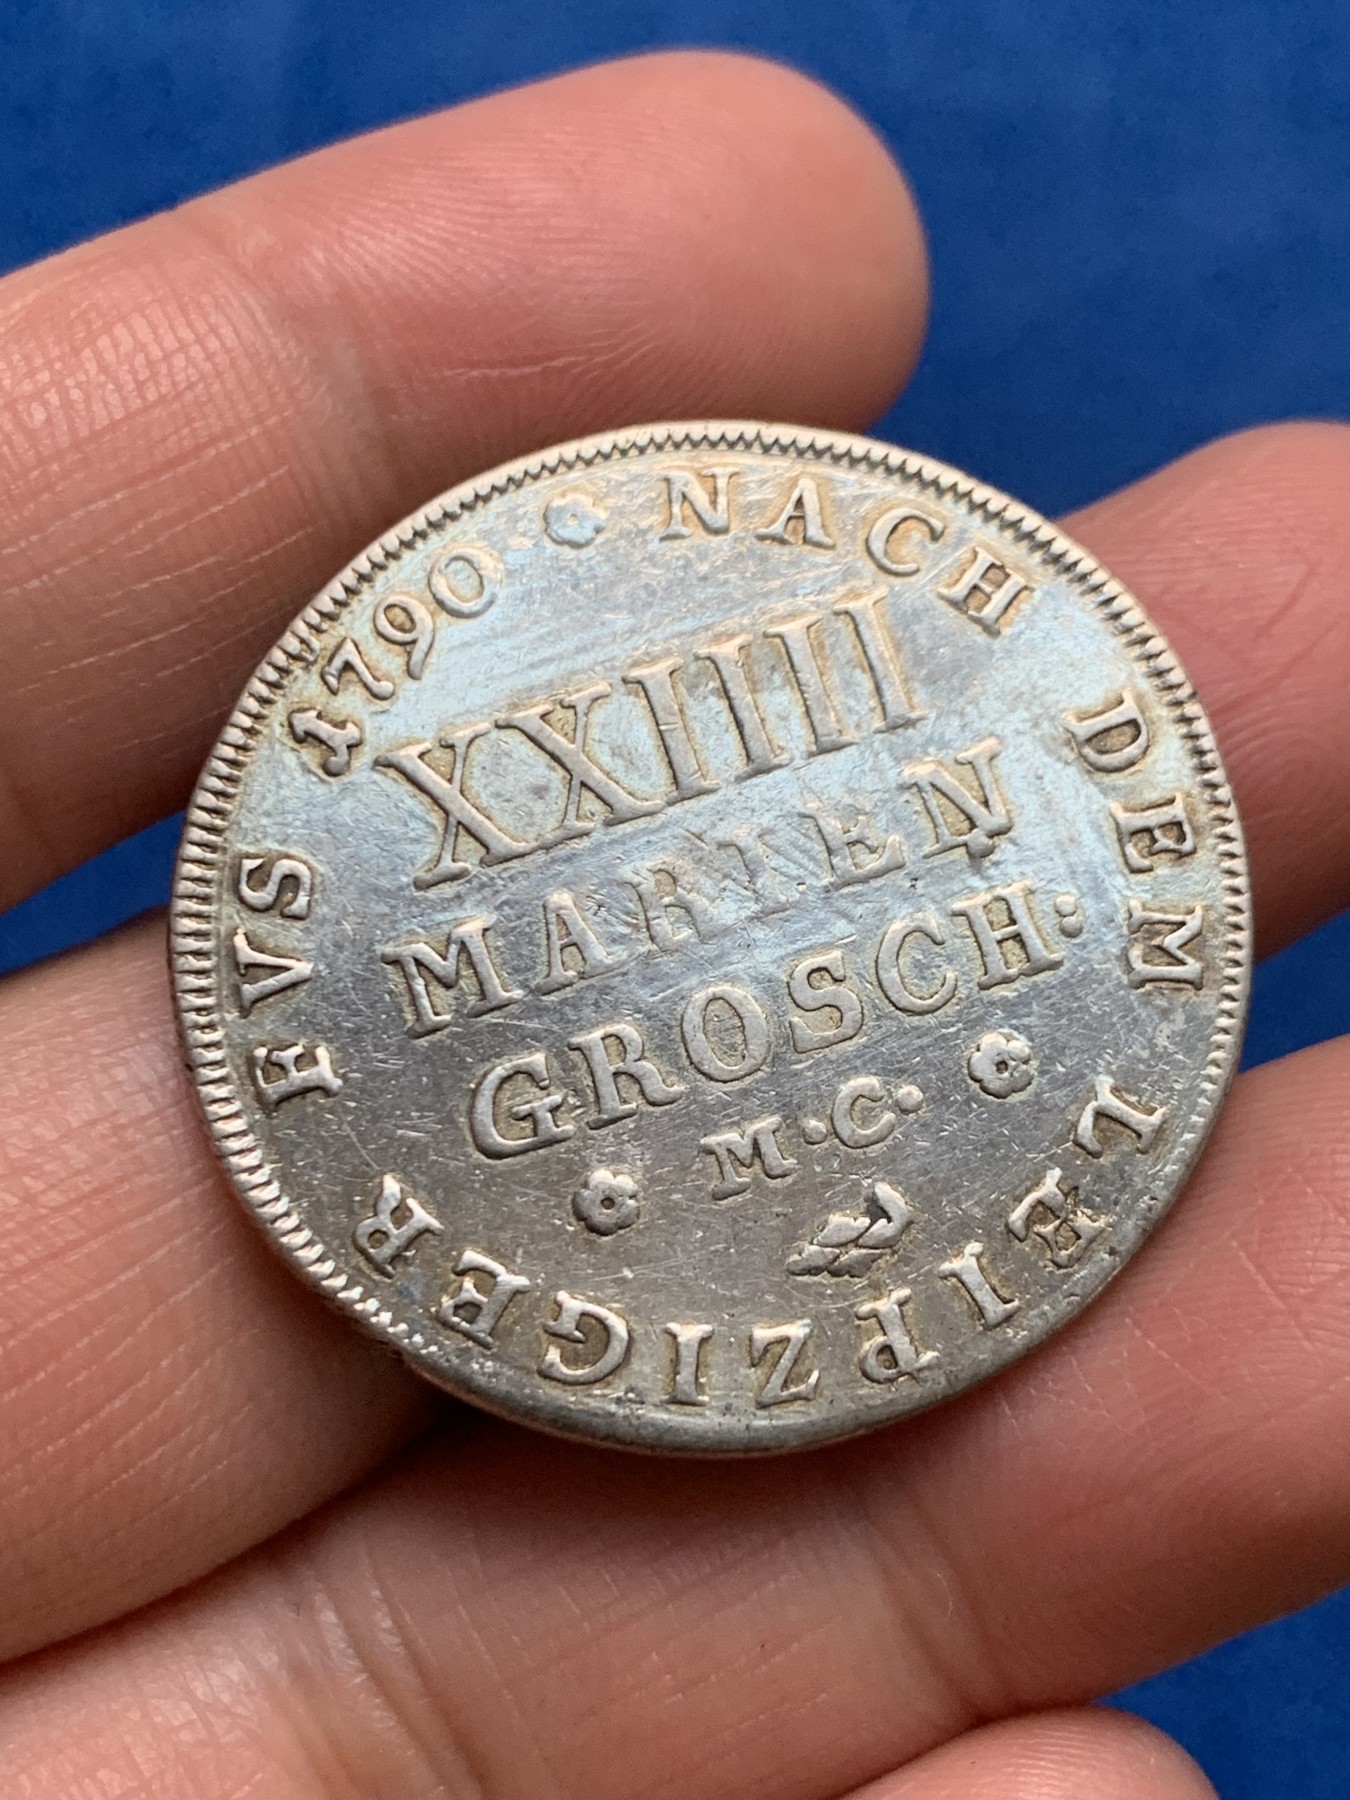 NACH DEM LEIPZIGER FVS 1790
XXIIII
MARIEN
GROSCH:
M·C·